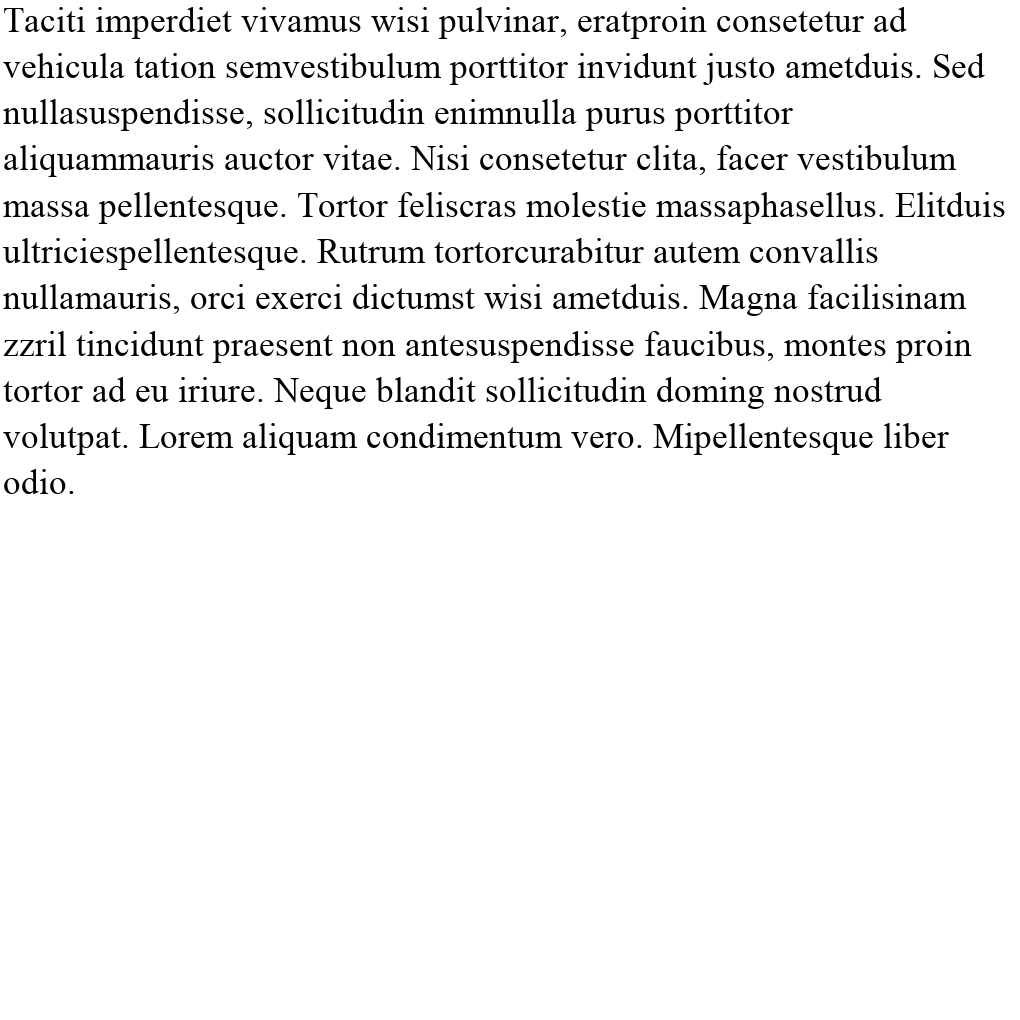 Taciti imperdiet vivamus wisi pulvinar, eratproin consetetur ad
vehicula tation semvestibulum porttitor invidunt justo ametduis. Sed
nullasuspendisse, sollicitudin enimnulla purus porttitor
aliquammauris auctor vitae. Nisi consetetur clita, facer vestibulum
massa pellentesque. Tortor feliscras molestie massaphasellus. Elitduis
ultriciespellentesque. Rutrum tortorcurabitur autem convallis
nullamauris, orci exerci dictumst wisi ametduis. Magna facilisinam
zzril tincidunt praesent non antesuspendisse faucibus, montes proin
tortor ad eu iriure. Neque blandit sollicitudin doming nostrud
volutpat. Lorem aliquam condimentum vero. Mipellentesque liber
odio.